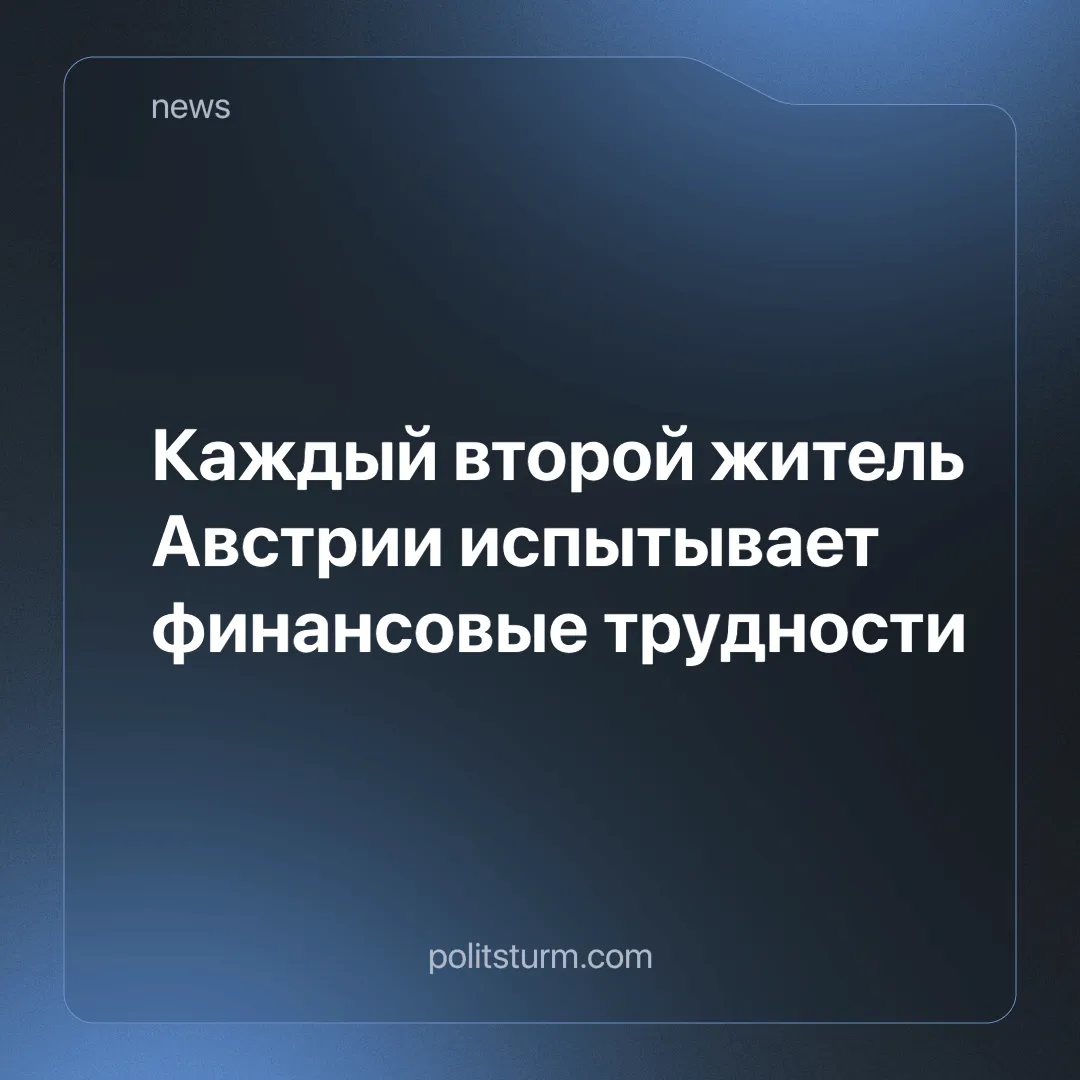 news
Каждый второй житель
Австрии испытывает
финансовые трудности
politsturm.com